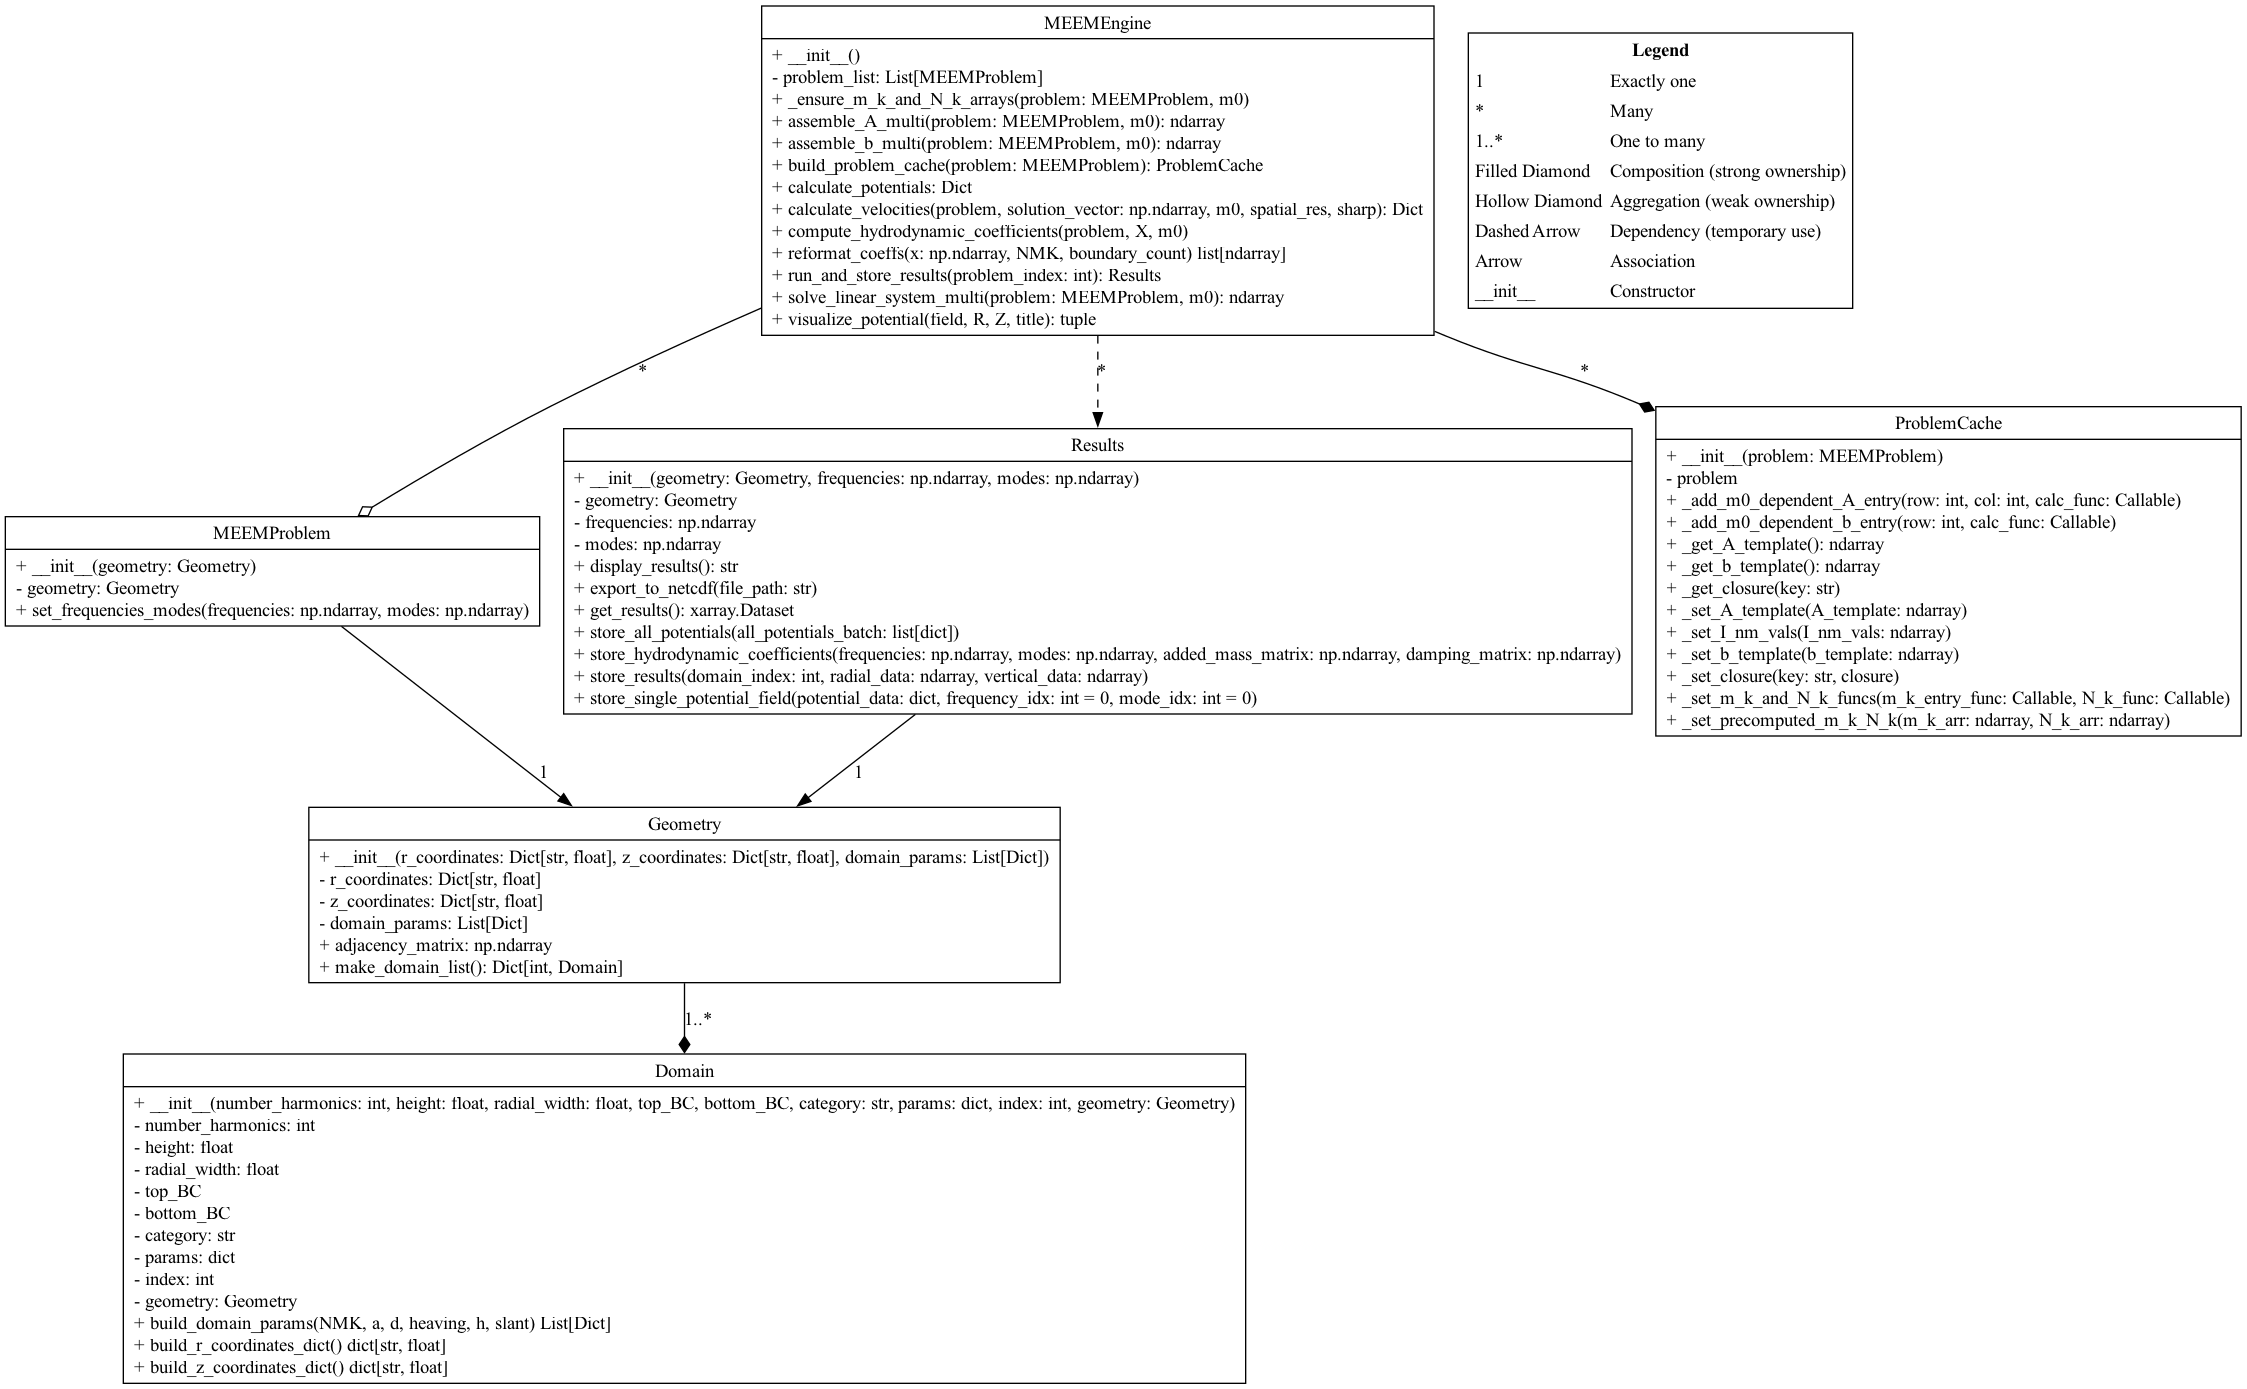 MEEMEngine
+ __init__()
- problem_list: List[MEEMProblem]
+ _ensure_m_k_and_N_k_arrays(problem: MEEMProblem, m0)
+ assemble_A_multi(problem: MEEMProblem, m0): ndarray
+ assemble_b_multi(problem: MEEMProblem, m0): ndarray
+ build_problem_cache(problem: MEEMProblem): ProblemCache
+ calculate_potentials: Dict
+ calculate_velocities(problem, solution_vector: np.ndarray, m0, spatial_res, sharp): Dict
+ compute_hydrodynamic_coefficients(problem, X, m0)
+ reformat_coeffs(x: np.ndarray, NMK, boundary_count) list[ndarray]
+ run_and_store_results(problem_index: int): Results
+ solve_linear_system_multi(problem: MEEMProblem, m0): ndarray
+ visualize_potential(field, R, Z, title): tuple
Legend
1 Exactly one
* Many
1..* One to many
Filled Diamond Composition (strong ownership)
Hollow Diamond Aggregation (weak ownership)
Dashed Arrow Dependency (temporary use)
Arrow Association
__init__ Constructor
*
*
*
MEEMProblem
+ __init__(geometry: Geometry)
- geometry: Geometry
+ set_frequencies_modes(frequencies: np.ndarray, modes: np.ndarray)
Results
+ __init__(geometry: Geometry, frequencies: np.ndarray, modes: np.ndarray)
- geometry: Geometry
- frequencies: np.ndarray
- modes: np.ndarray
+ display_results(): str
+ export_to_netcdf(file_path: str)
+ get_results(): xarray.Dataset
+ store_all_potentials(all_potentials_batch: list[dict])
+ store_hydrodynamic_coefficients(frequencies: np.ndarray, modes: np.ndarray, added_mass_matrix: np.ndarray, damping_matrix: np.ndarray)
+ store_results(domain_index: int, radial_data: ndarray, vertical_data: ndarray)
+ store_single_potential_field(potential_data: dict, frequency_idx: int = 0, mode_idx: int = 0)
ProblemCache
+ __init__(problem: MEEMProblem)
- problem
+ _add_m0_dependent_A_entry(row: int, col: int, calc_func: Callable)
+ _add_m0_dependent_b_entry(row: int, calc_func: Callable)
+ _get_A_template(): ndarray
+ _get_b_template(): ndarray
+ _get_closure(key: str)
+ _set_A_template(A_template: ndarray)
+ _set_I_nm_vals(I_nm_vals: ndarray)
+ _set_b_template(b_template: ndarray)
+ _set_closure(key: str, closure)
+ _set_m_k_and_N_k_funcs(m_k_entry_func: Callable, N_k_func: Callable)
+ _set_precomputed_m_k_N_k(m_k_arr: ndarray, N_k_arr: ndarray)
1
1
Geometry
+ __init__(r_coordinates: Dict[str, float], z_coordinates: Dict[str, float], domain_params: List[Dict])
- r_coordinates: Dict[str, float]
- z_coordinates: Dict[str, float]
- domain_params: List[Dict]
+ adjacency_matrix: np.ndarray
+ make_domain_list(): Dict[int, Domain]
1..*
Domain
+ __init__(number_harmonics: int, height: float, radial_width: float, top_BC, bottom_BC, category: str, params: dict, index: int, geometry: Geometry)
- number_harmonics: int
- height: float
- radial_width: float
- top_BC
- bottom_BC
- category: str
- params: dict
- index: int
- geometry: Geometry
+ build_domain_params(NMK, a, d, heaving, h, slant) List[Dict]
+ build_r_coordinates_dict() dict[str, float]
+ build_z_coordinates_dict() dict[str, float]